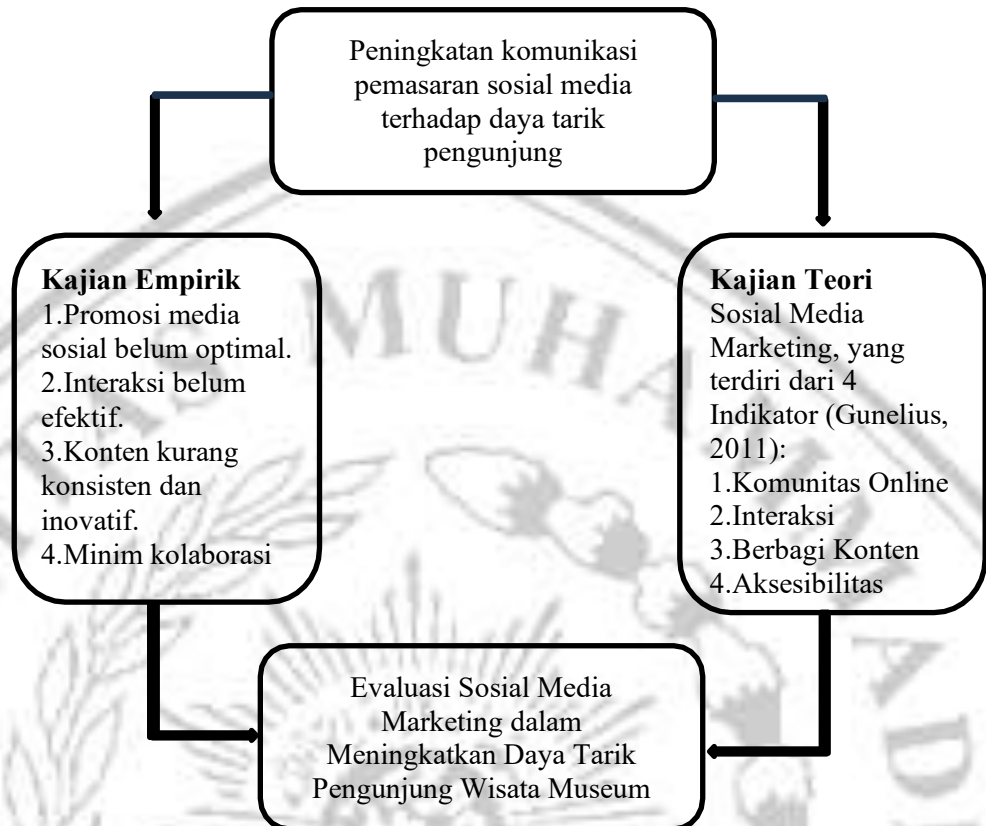 Peningkatan komunikasi
pemasaran sosial media
terhadap daya tarik
pengunjung
Kajian Empirik
1.Promosi media
sosial belum optimal.
2.Interaksi belum
efektif.
3.Konten kurang
konsisten dan
inovatif.
4.Minim kolaborasi
Kajian Teori
Sosial Media
Marketing, yang
terdiri dari 4
Indikator (Gunelius,
2011):
1.Komunitas Online
2.Interaksi
3.Berbagi Konten
4.Aksesibilitas
Evaluasi Sosial Media
Marketing dalam
Meningkatkan Daya Tarik
Pengunjung Wisata Museum